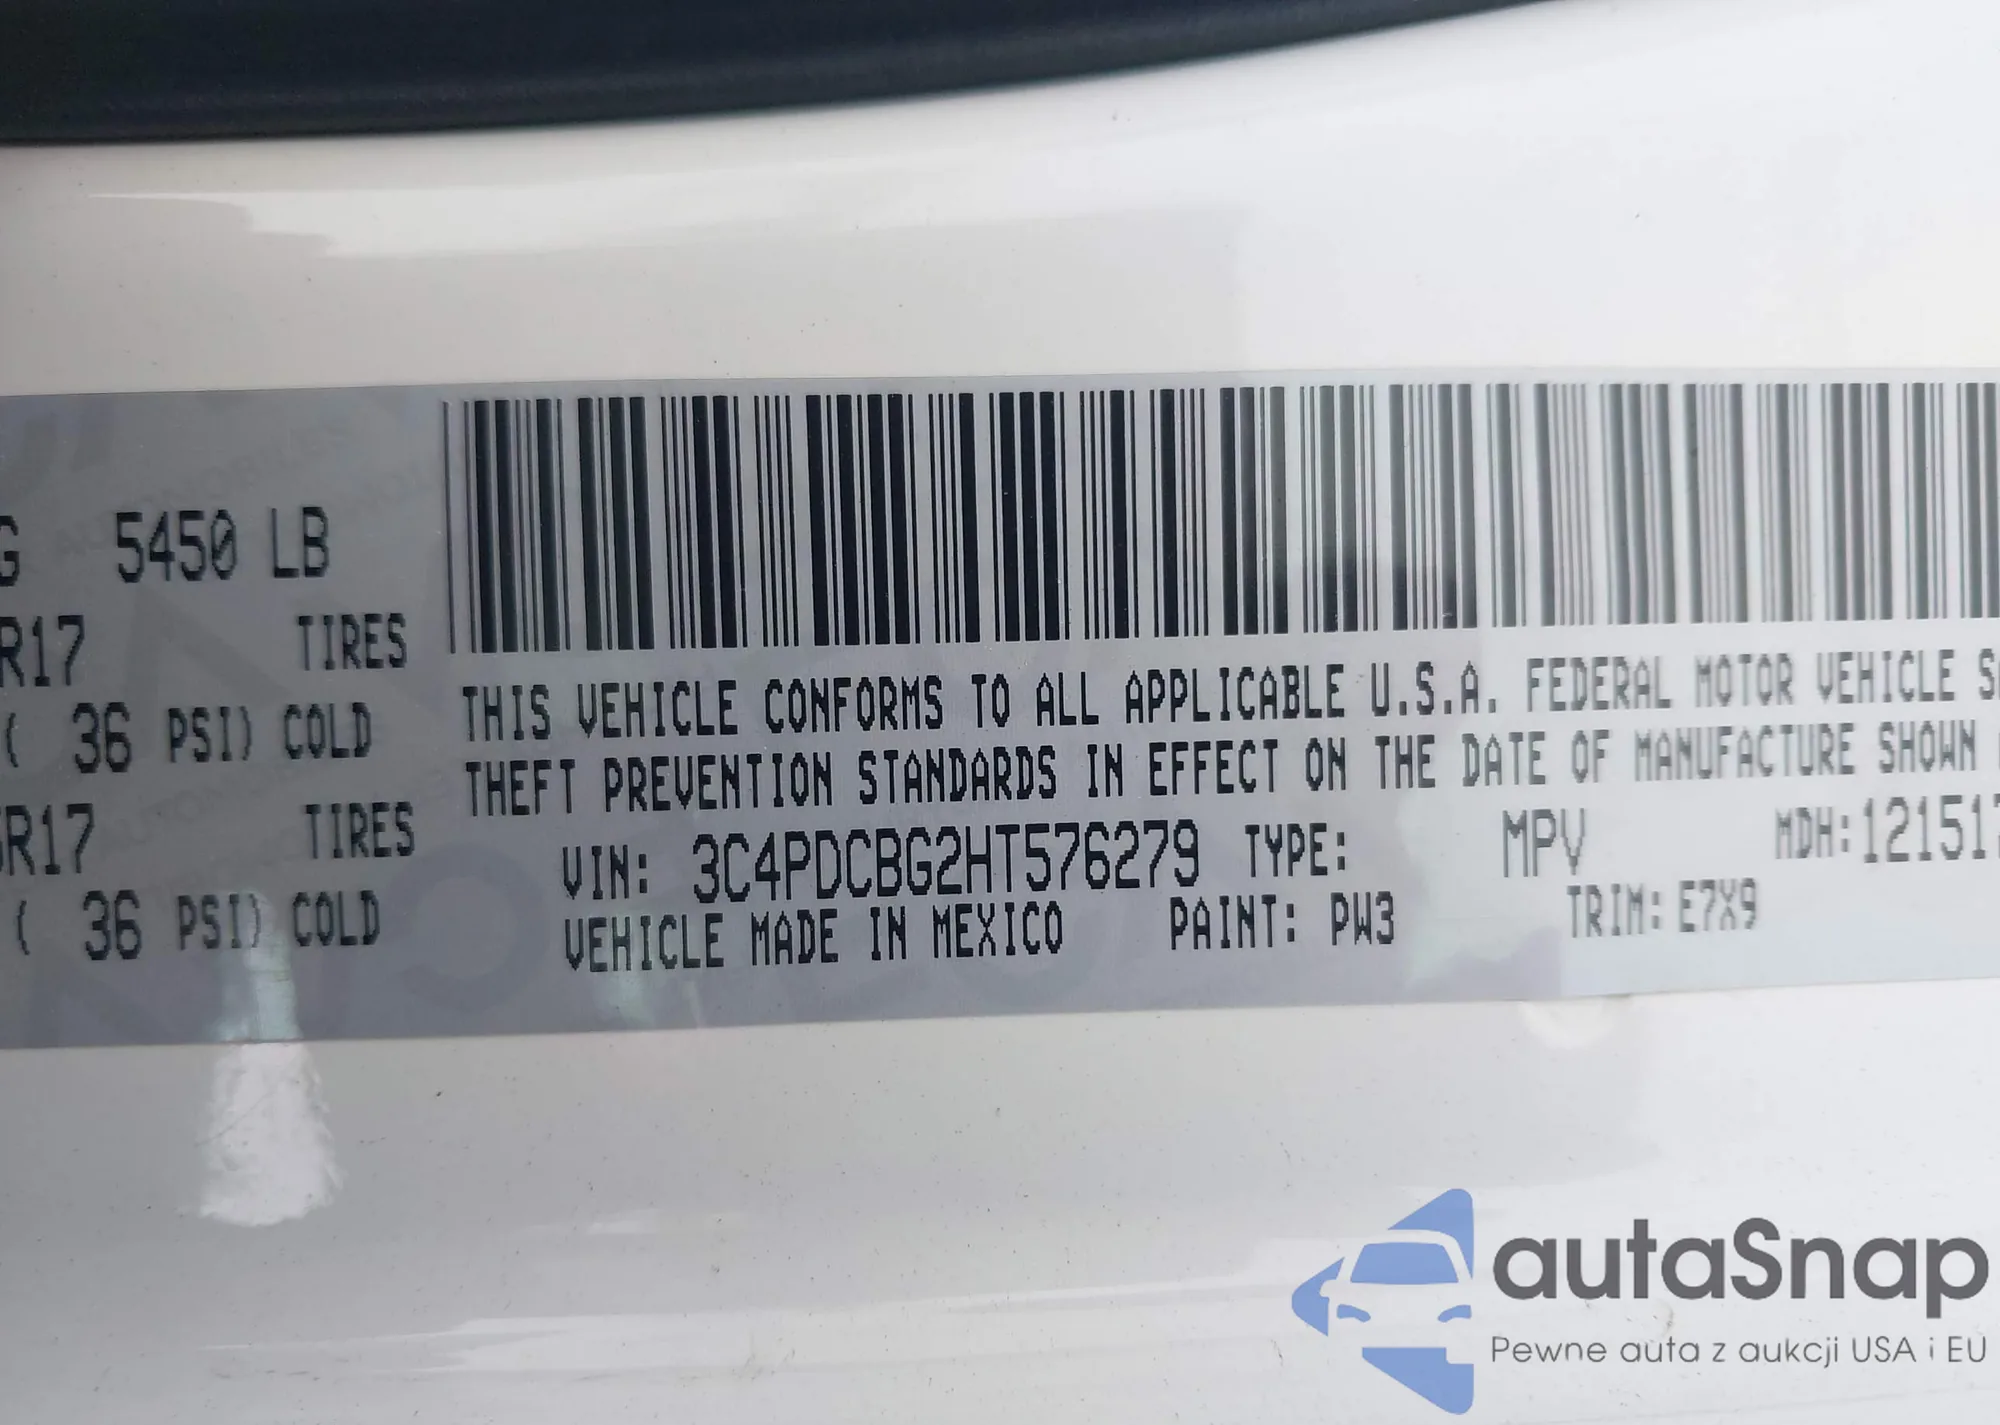 G 5450 LB
R17 TIRES
( 36 PSI) COLD
R17 TIRES
( 36 PSI) COLD
THIS VEHICLE CONFORMS TO ALL APPLICABLE U.S.A. FEDERAL MOTOR VEHICLE S
THEFT PREVENTION STANDARDS IN EFFECT ON THE DATE OF MANUFACTURE SHOWN
VIN: 3C4PDCBG2HT576279 TYPE: MPV MDH: 121517
VEHICLE MADE IN MEXICO PAINT: PW3 TRIM: E7X9
autaSnap
Pewne auta z aukcji USA i EU